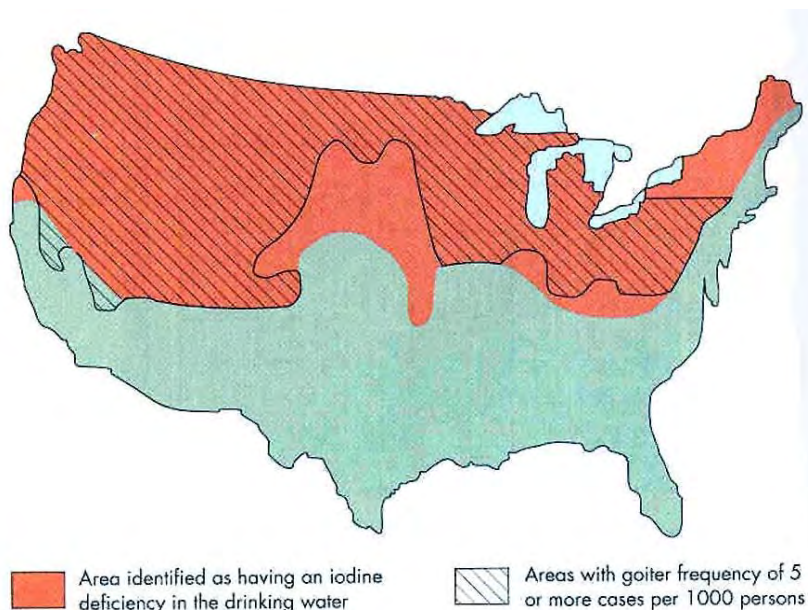 Area identified as having an iodine
deficiency in the drinking water
Areas with goiter frequency of 5
or more cases per 1000 persons